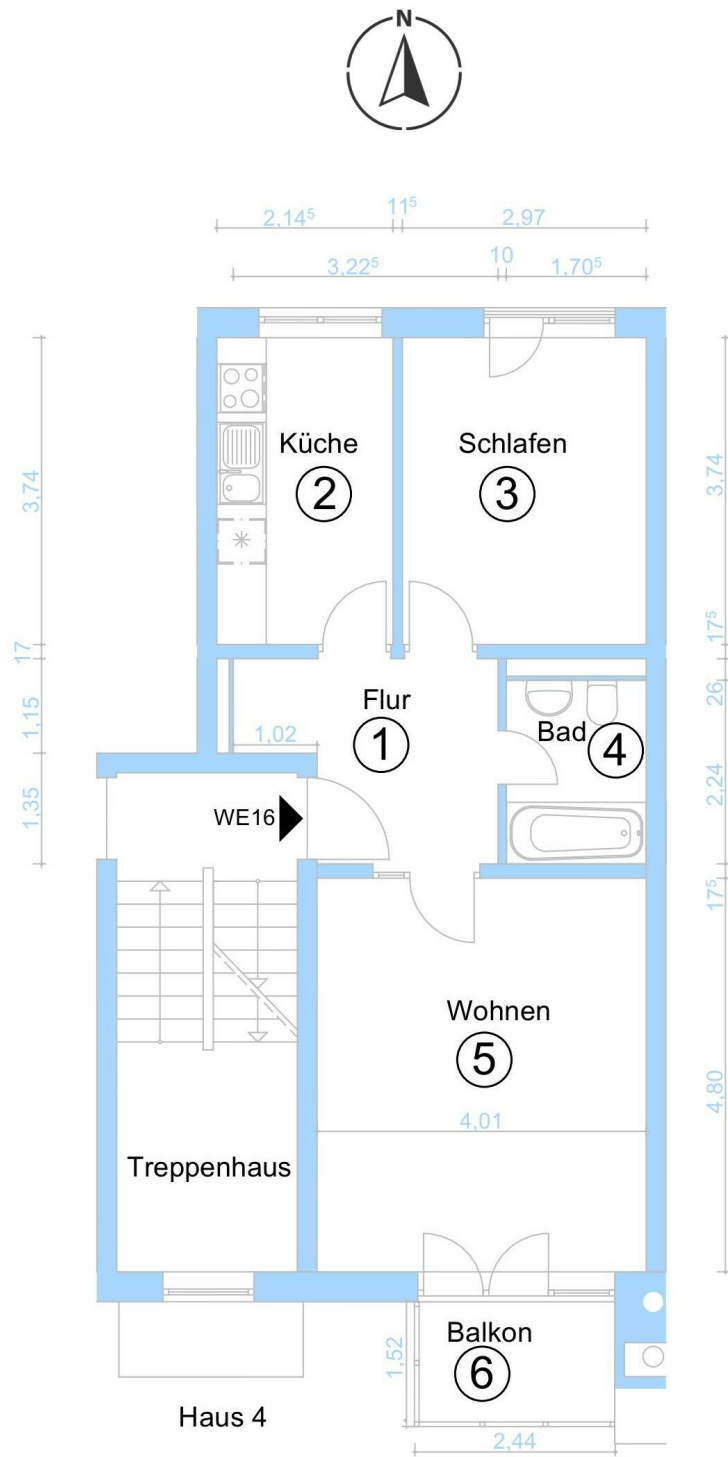 N
2,14⁵
11⁵
2,97
3,22⁵
10
1,70⁵
Küche
2
Schlafen
3
3,74
3,74
17
17⁵
Flur
1
1,15
1,02
26
Bad
4
2,24
1,35
WE16
17⁵
Wohnen
5
4,80
4,01
Treppenhaus
Balkon
6
1,52
Haus 4
2,44